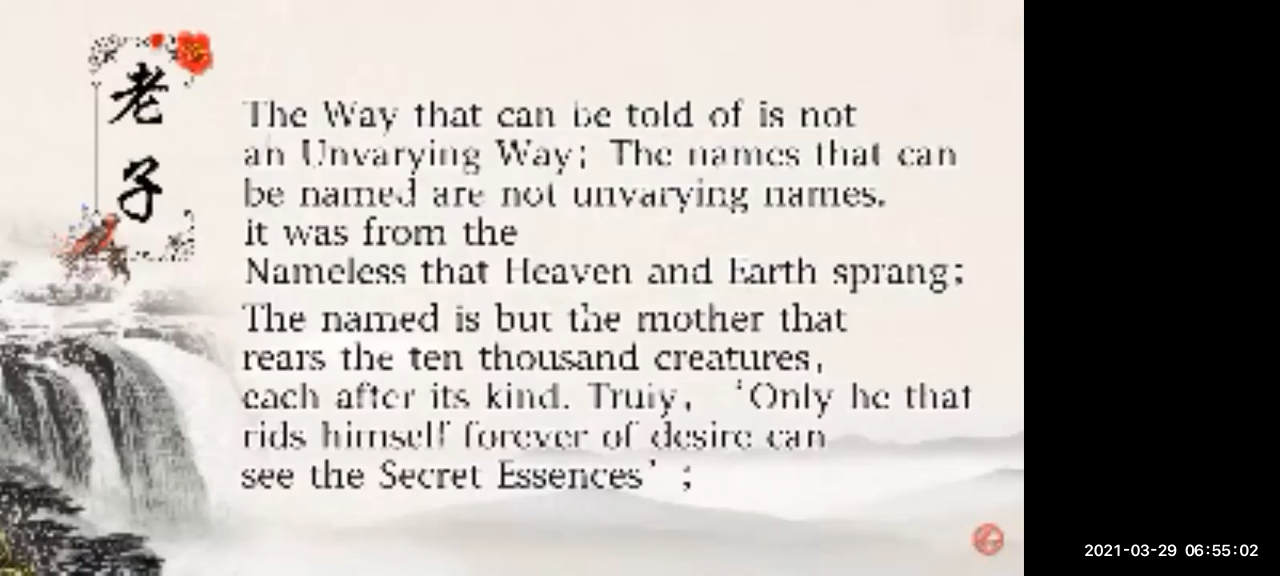 老子
The Way that can be told of is not
an Unvarying Way; The names that can
be named are not unvarying names.
it was from the
Nameless that Heaven and Earth sprang;
The named is but the mother that
rears the ten thousand creatures,
each after its kind. Truly, 'Only he that
rids himself forever of desire can
see the Secret Essences' ;
2021-03-29 06:55:02